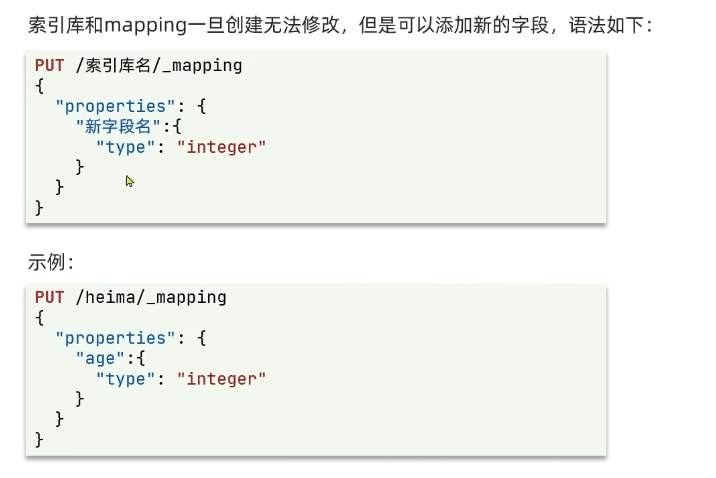 索引库和mapping一旦创建无法修改，但是可以添加新的字段，语法如下：
PUT /索引库名/_mapping
{
  "properties": {
    "新字段名":{
      "type": "integer"
    }
  }
}
示例：
PUT /heima/_mapping
{
  "properties": {
    "age":{
      "type": "integer"
    }
  }
}